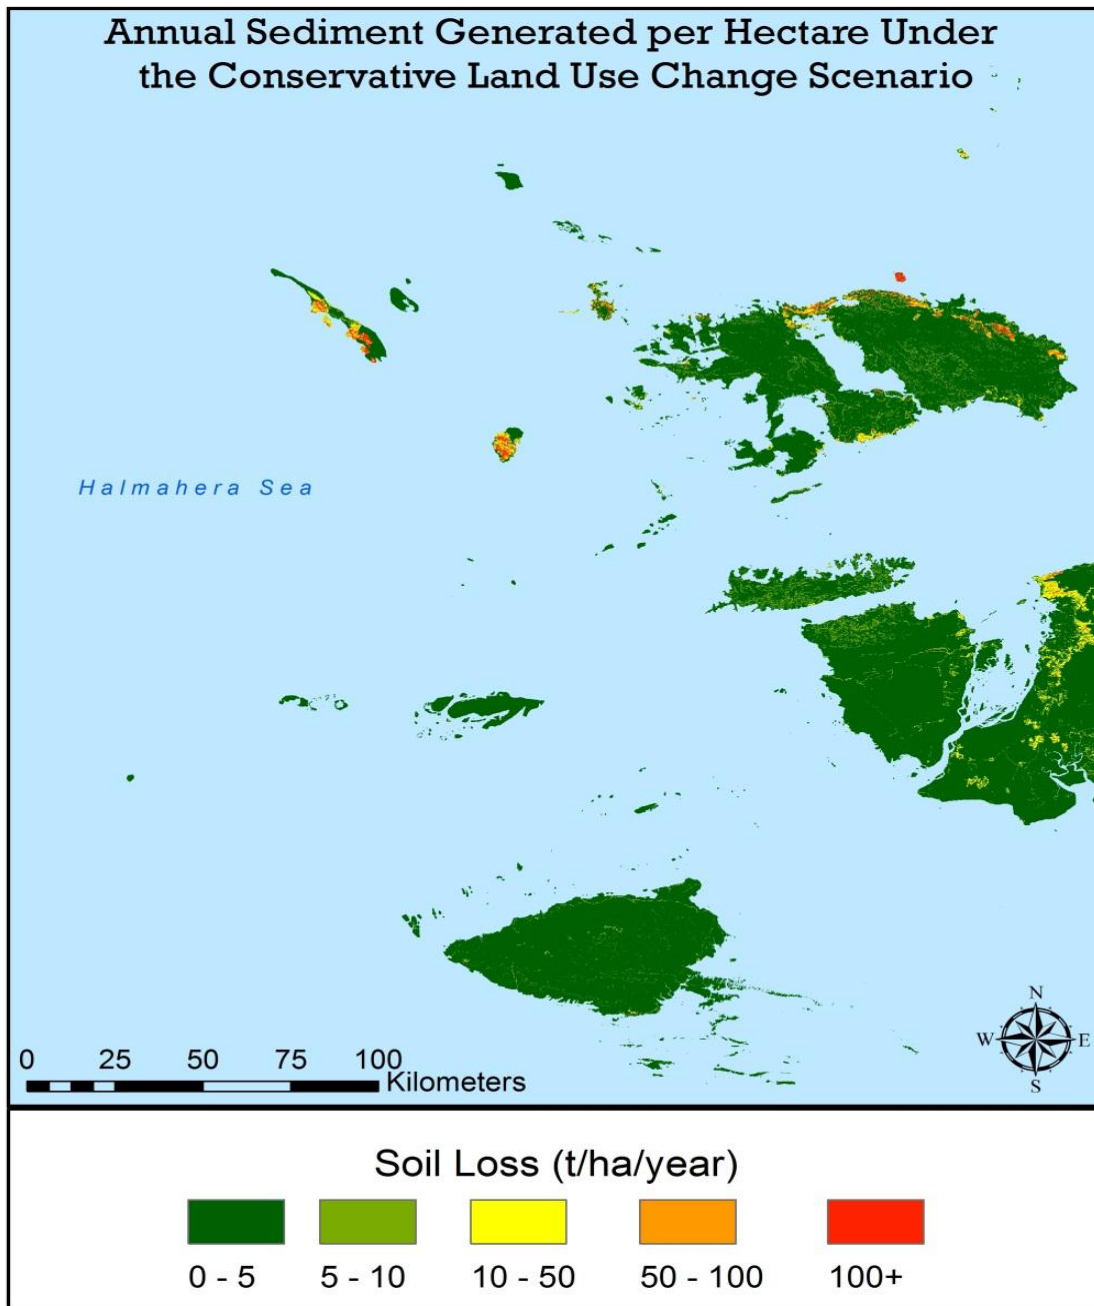 Annual Sediment Generated per Hectare Under
the Conservative Land Use Change Scenario
Halmahera Sea
N
W E
S
0 25 50 75 100
Kilometers
Soil Loss (t/ha/year)
0 - 5 5 - 10 10 - 50 50 - 100 100+